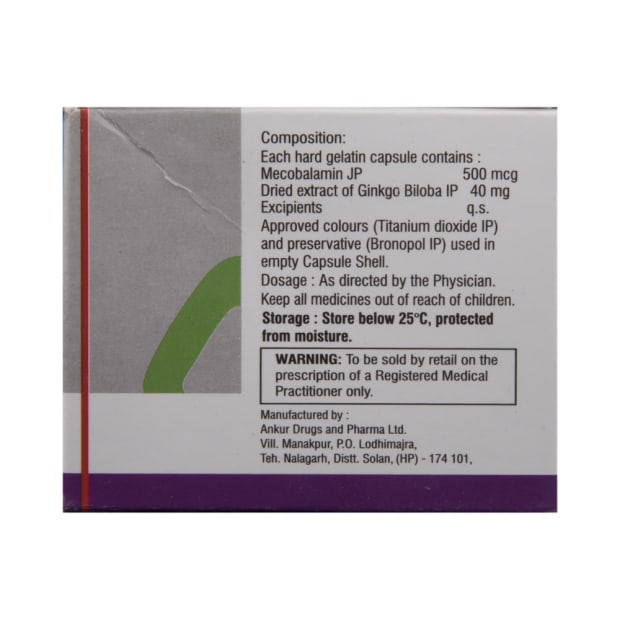 Composition:
Each hard gelatin capsule contains :
Mecobalamin JP 500 mcg
Dried extract of Ginkgo Biloba IP 40 mg
Excipients q.s.
Approved colours (Titanium dioxide IP)
and preservative (Bronopol IP) used in
empty Capsule Shell.
Dosage : As directed by the Physician.
Keep all medicines out of reach of children.
Storage : Store below 25°C, protected
from moisture.
WARNING: To be sold by retail on the
prescription of a Registered Medical
Practitioner only.
Manufactured by :
Ankur Drugs and Pharma Ltd.
Vill. Manakpur, P.O. Lodhimajra,
Teh. Nalagarh, Distt. Solan, (HP) - 174 101,